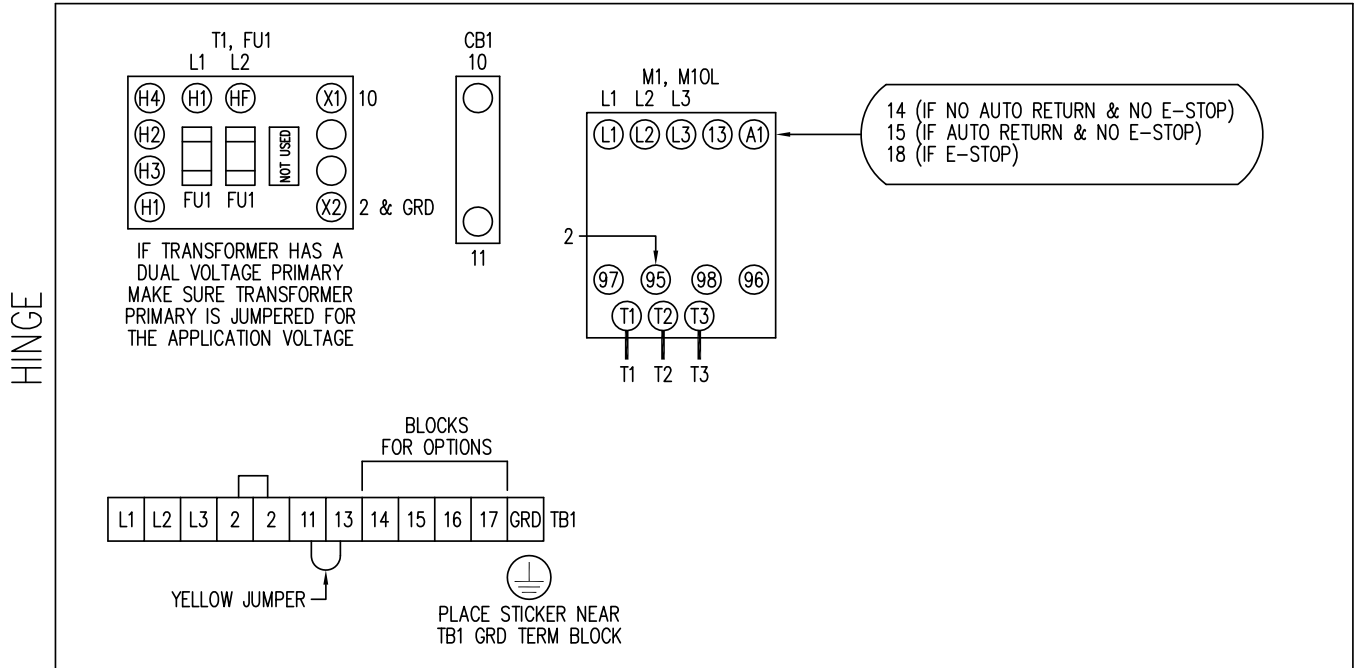 HINGE
T1, FU1
L1 L2
H4 H1 HF X1 10
H2
H3
NOT USED
H1 FU1 FU1 X2 2 & GRD
IF TRANSFORMER HAS A
DUAL VOLTAGE PRIMARY
MAKE SURE TRANSFORMER
PRIMARY IS JUMPERED FOR
THE APPLICATION VOLTAGE
CB1
10
11
M1, M1OL
L1 L2 L3
L1 L2 L3 13 A1
2
97 95 98 96
T1 T2 T3
T1 T2 T3
14 (IF NO AUTO RETURN & NO E-STOP)
15 (IF AUTO RETURN & NO E-STOP)
18 (IF E-STOP)
BLOCKS
FOR OPTIONS
L1 L2 L3 2 2 11 13 14 15 16 17 GRD TB1
YELLOW JUMPER
PLACE STICKER NEAR
TB1 GRD TERM BLOCK